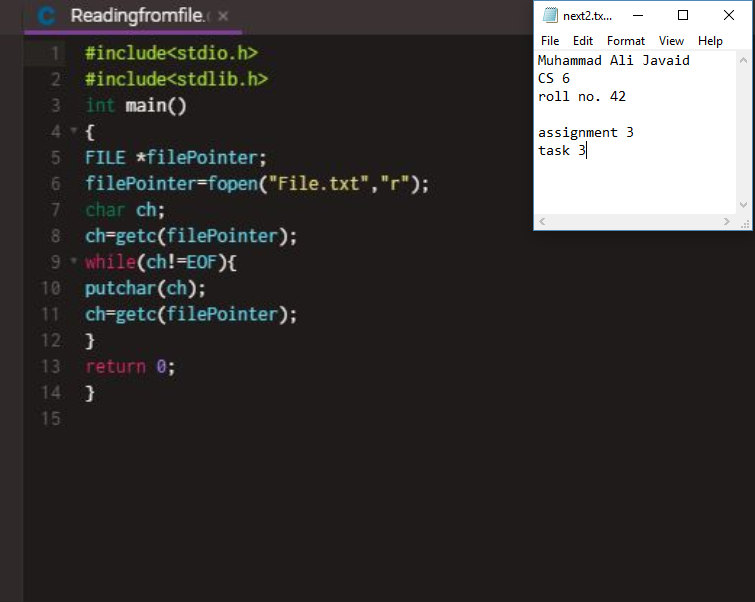 Readingfromfile.
1 #include<stdio.h>
2 #include<stdlib.h>
3 int main()
4 {
5 FILE *filePointer;
6 filePointer=fopen("File.txt","r");
7 char ch;
8 ch=getc(filePointer);
9 while(ch!=EOF){
10 putchar(ch);
11 ch=getc(filePointer);
12 }
13 return 0;
14 }
15
next2.tx...
File Edit Format View Help
Muhammad Ali Javaid
CS 6
roll no. 42
assignment 3
task 3